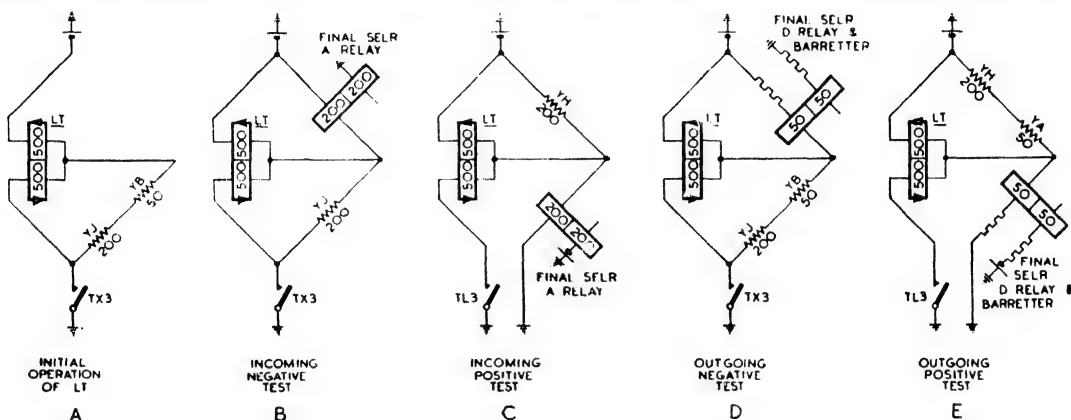 LT
500 500
500 500
YB
50
YJ
200
TX3
INITIAL
OPERATION
OF LT
A
FINAL SELR
A RELAY
200 200
LT
500 500
500 500
YJ
200
TX3
INCOMING
NEGATIVE
TEST
B
YH
200
LT
500 500
500 500
200 200
FINAL SELR
A RELAY
TL3
INCOMING
POSITIVE
TEST
C
FINAL SELR
D RELAY &
BARRETTER
50 50
LT
500 500
500 500
YB
50
YJ
200
TX3
OUTGOING
NEGATIVE
TEST
D
YH
200
YA
50
LT
500 500
500 500
50 50
FINAL
SELR
D RELAY &
BARRETTER
TL3
OUTGOING
POSITIVE
TEST
E